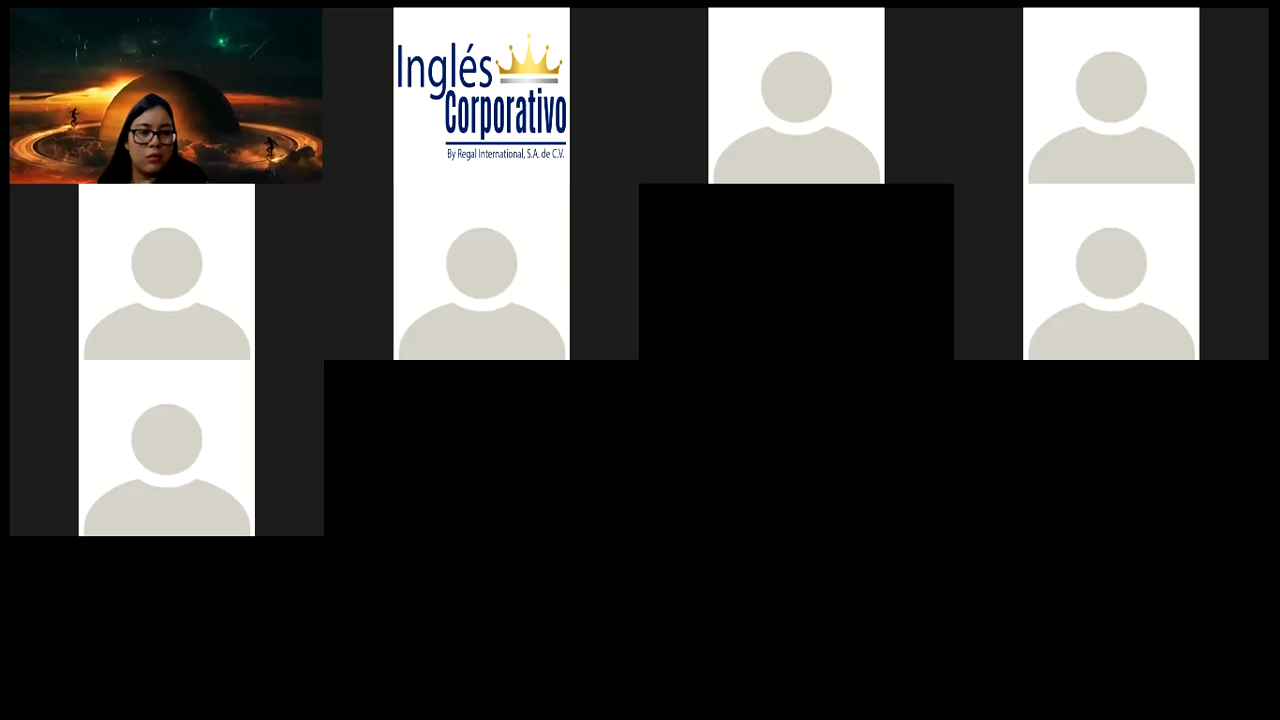 Inglés
Corporativo
By Regal International, S.A. de C.V.